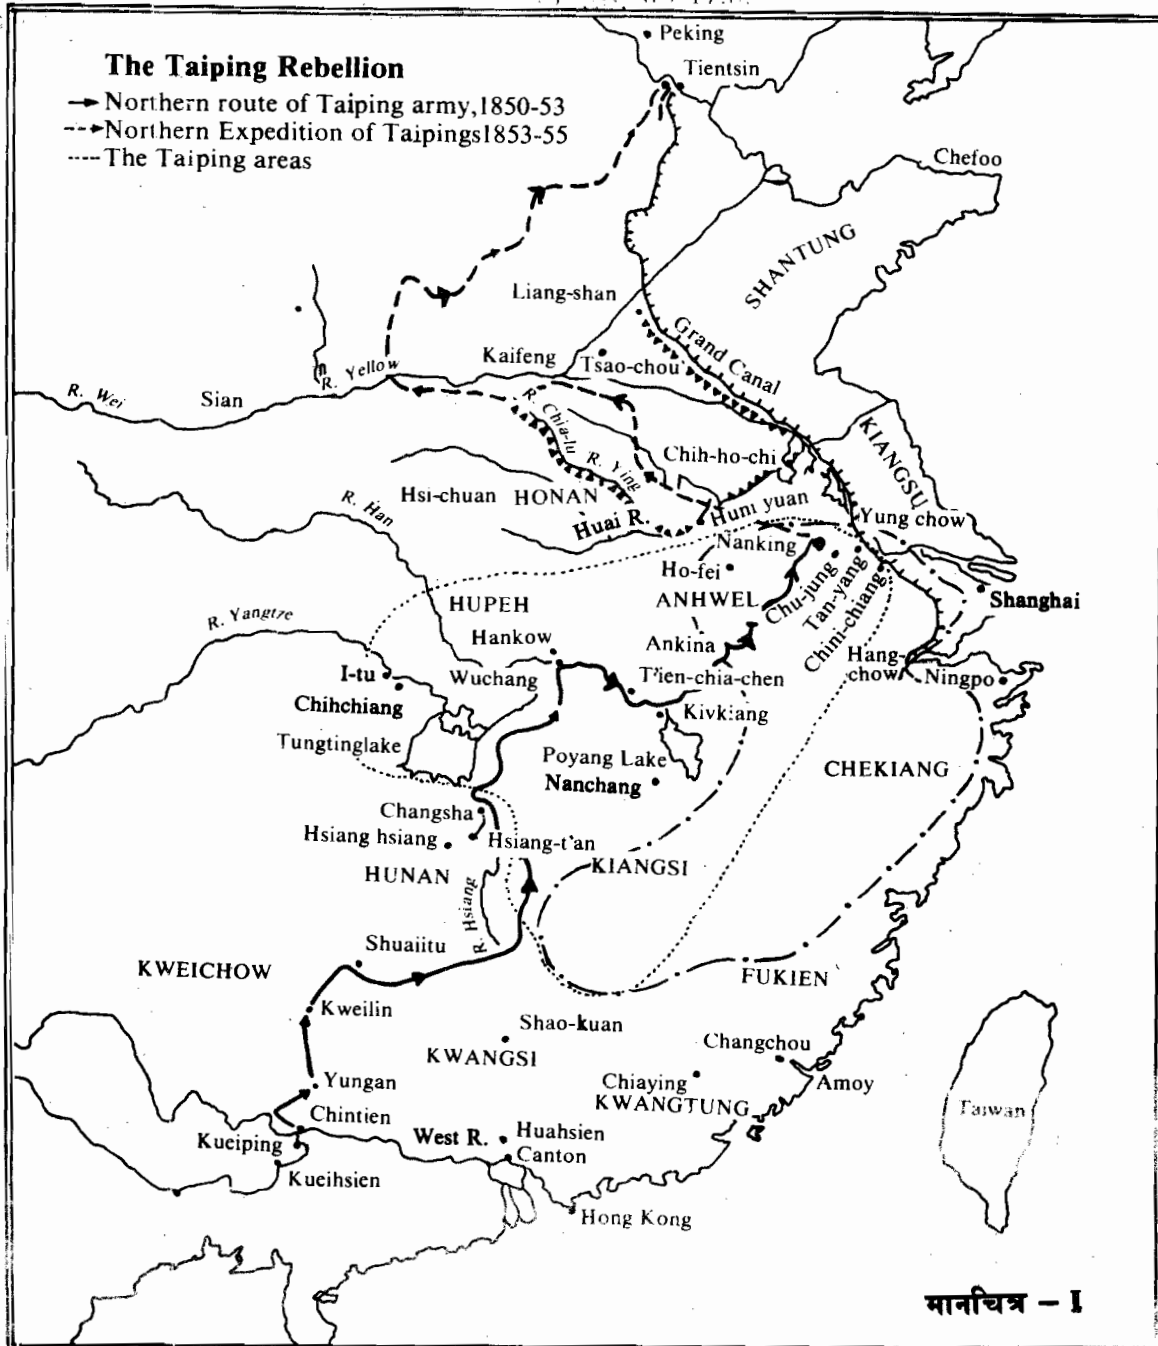 The Taiping Rebellion
Northern route of Taiping army,1850-53
Northern Expedition of Taipings1853-55
The Taiping areas
Peking
Tientsin
Chefoo
SHANTUNG
Liang-shan
Grand Canal
Kaifeng
Tsao-chou
R. Yellow
R. Wei
Sian
R. Chia-lu
R. Ying
Chih-ho-chi
KIANGSU
Hsi-chuan
HONAN
R. Han
Huai R.
Huni yuan
Yung chow
Nanking
Ho-fei
Chu-jung
Tan-yang
Chini-chiang
ANHWEL
HUPEH
Shanghai
R. Yangtze
Hankow
Ankina
Hang-
chow
Ningpo
I-tu
Wuchang
T'ien-chia-chen
Chihchiang
Kivkiang
Tungtinglake
Poyang Lake
Nanchang
CHEKIANG
Changsha
Hsiang hsiang
Hsiang-t'an
HUNAN
KIANGSI
R. Hsiang
Shuaiitu
KWEICHOW
FUKIEN
Kweilin
Shao-kuan
KWANGSI
Changchou
Yungan
Chiaying
Amoy
KWANGTUNG
Chintien
Taiwan
Kueiping
West R.
Huahsien
Canton
Kueihsien
Hong Kong
मानचित्र – I